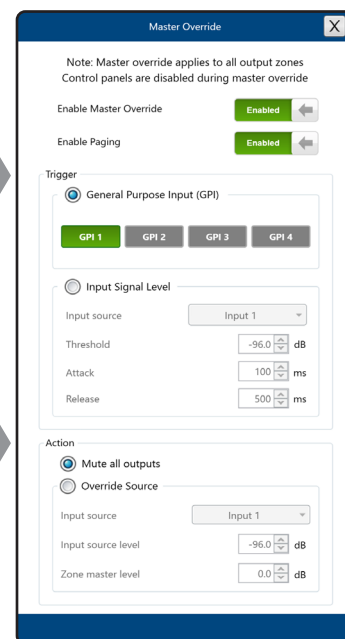 Master Override
X
Note: Master override applies to all output zones
Control panels are disabled during master override
Enable Master Override Enabled
Enable Paging Enabled
Trigger
General Purpose Input (GPI)
GPI 1 GPI 2 GPI 3 GPI 4
Input Signal Level
Input source Input 1
Threshold -96.0 dB
Attack 100 ms
Release 500 ms
Action
Mute all outputs
Override Source
Input source Input 1
Input source level -96.0 dB
Zone master level 0.0 dB